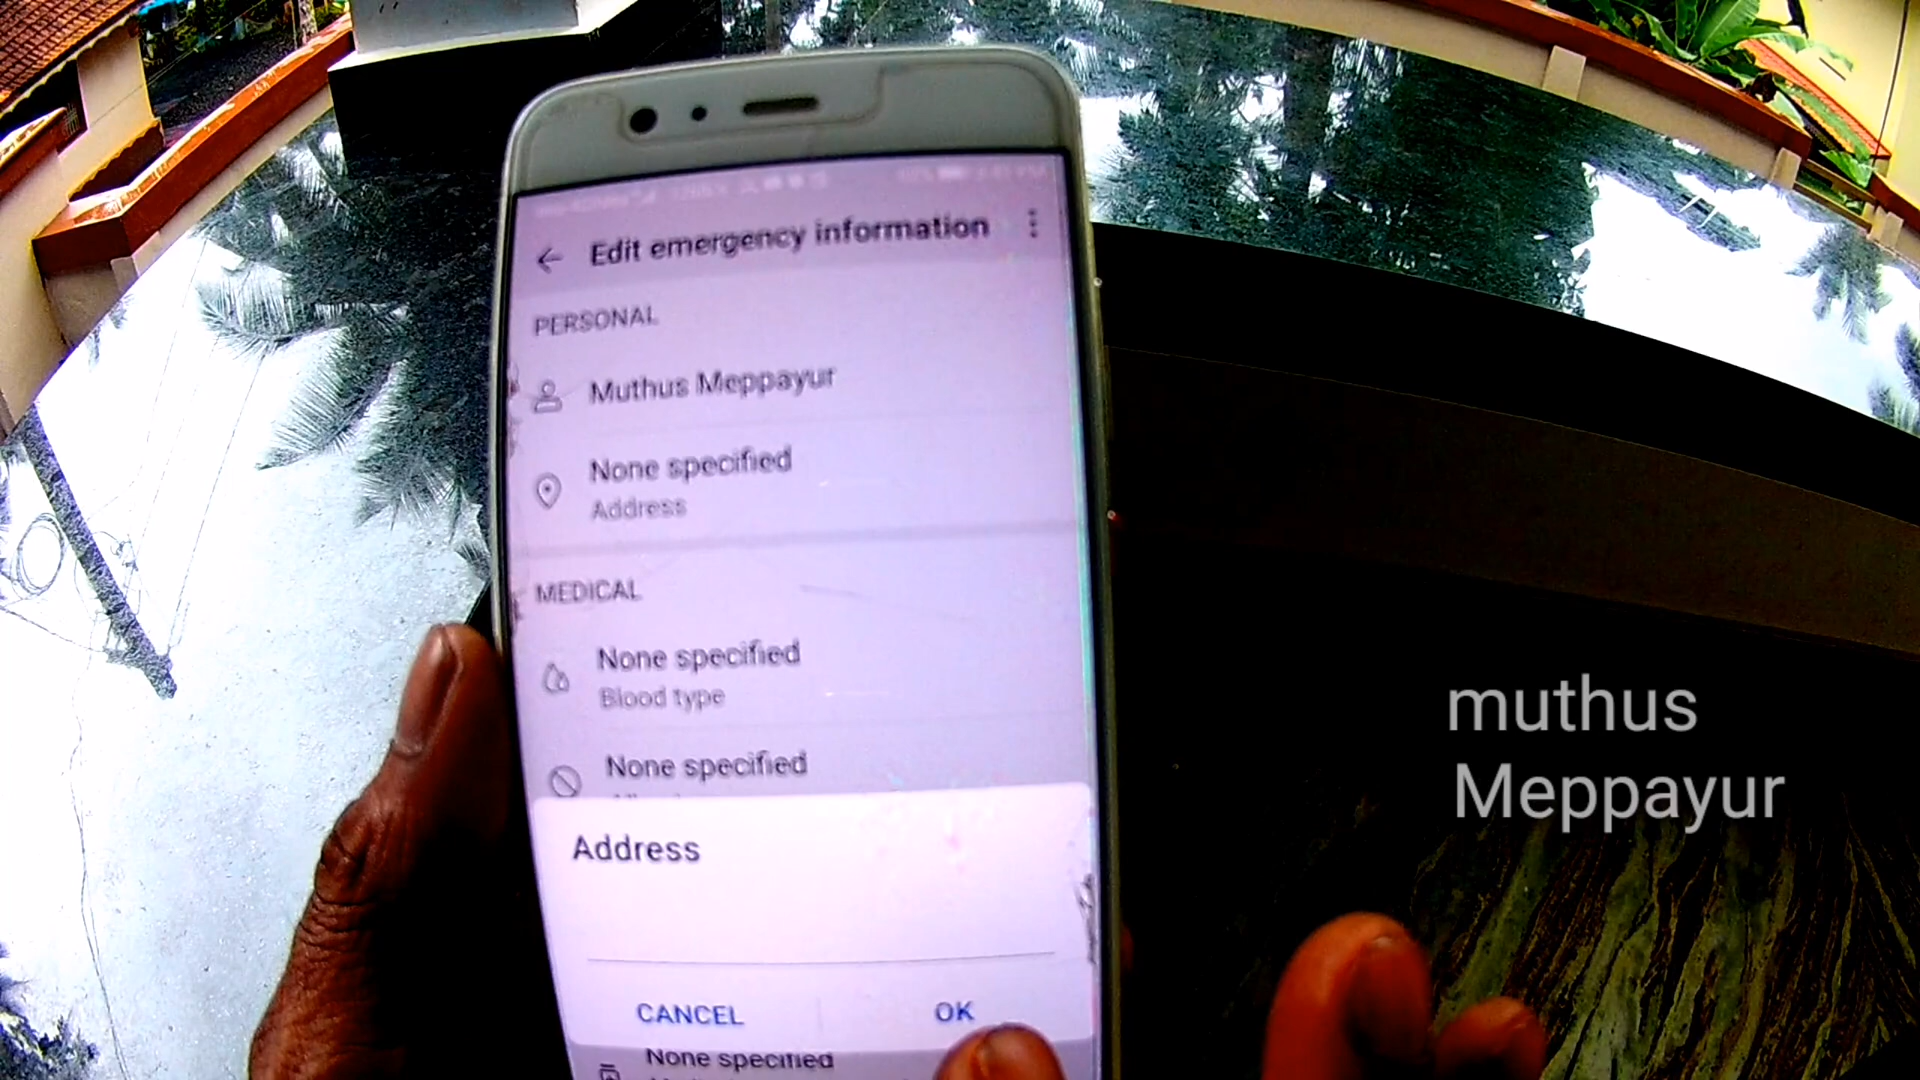 Edit emergency information
PERSONAL
Muthus Meppayur
None specified
Address
MEDICAL
None specified
Blood type
None specified
Address
CANCEL
OK
None specified
muthus
Meppayur